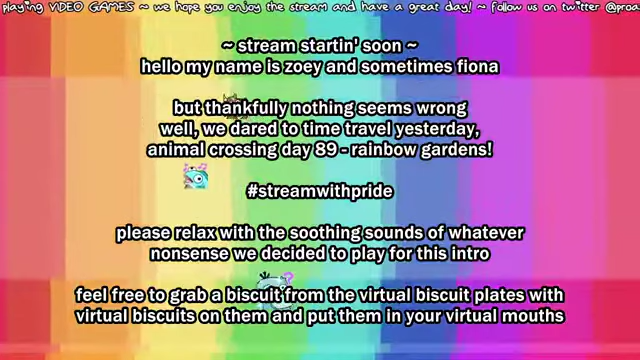 playing VIDEO GAMES ~ we hope you enjoy the stream and have a great day! ~ follow us on twitter @proa
~ stream startin' soon ~
hello my name is zoey and sometimes fiona
but thankfully nothing seems wrong
well, we dared to time travel yesterday,
animal crossing day 89 - rainbow gardens!
#streamwithpride
please relax with the soothing sounds of whatever
nonsense we decided to play for this intro
feel free to grab a biscuit from the virtual biscuit plates with
virtual biscuits on them and put them in your virtual mouths